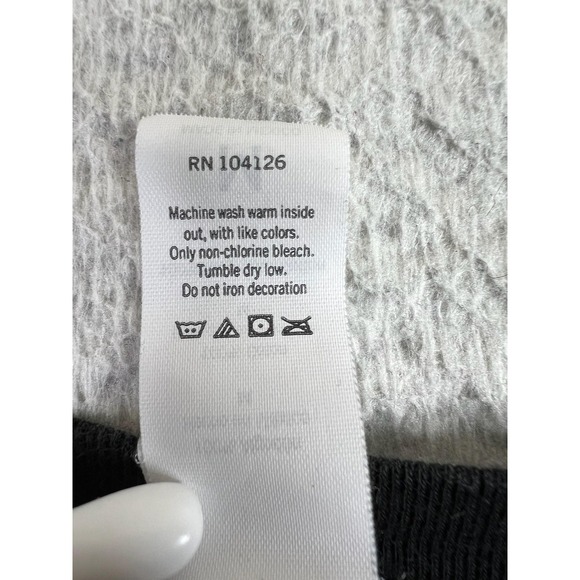 RN 104126
Machine wash warm inside
out, with like colors.
Only non-chlorine bleach.
Tumble dry low.
Do not iron decoration